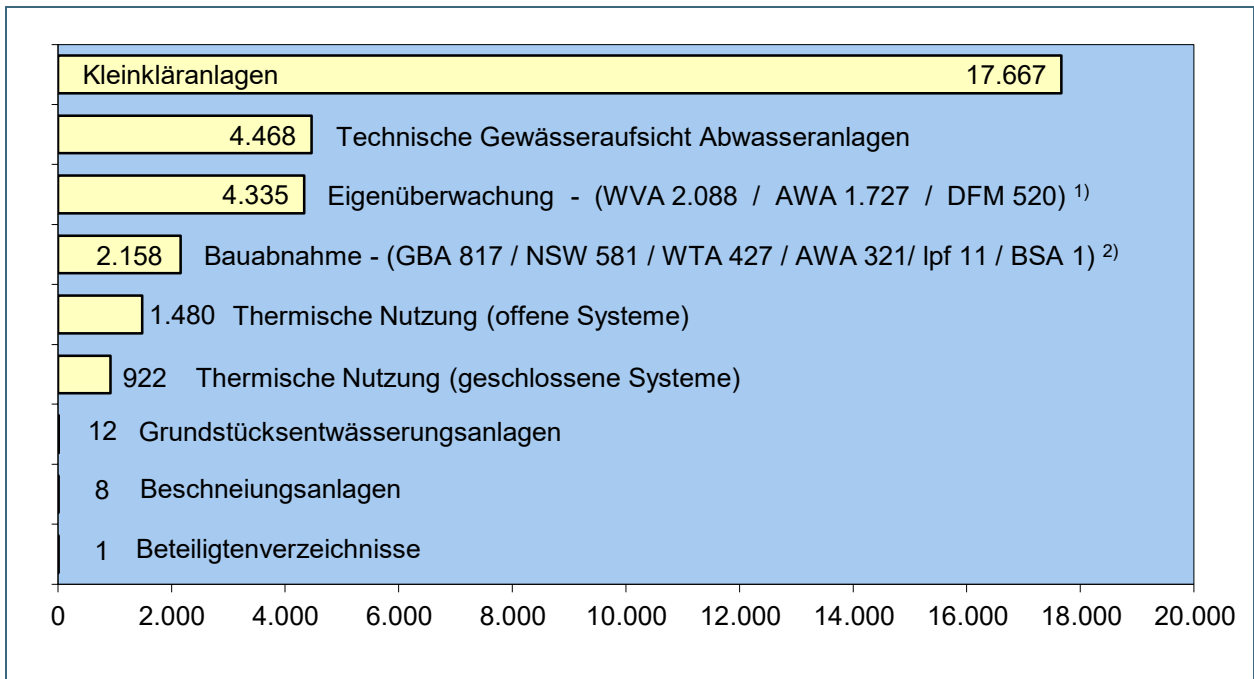 Kleinkläranlagen 17.667
4.468 Technische Gewässeraufsicht Abwasseranlagen
4.335 Eigenüberwachung - (WVA 2.088 / AWA 1.727 / DFM 520) 1)
2.158 Bauabnahme - (GBA 817 / NSW 581 / WTA 427 / AWA 321/ lpf 11 / BSA 1) 2)
1.480 Thermische Nutzung (offene Systeme)
922 Thermische Nutzung (geschlossene Systeme)
12 Grundstücksentwässerungsanlagen
8 Beschneiungsanlagen
1 Beteiligtenverzeichnisse
0 2.000 4.000 6.000 8.000 10.000 12.000 14.000 16.000 18.000 20.000